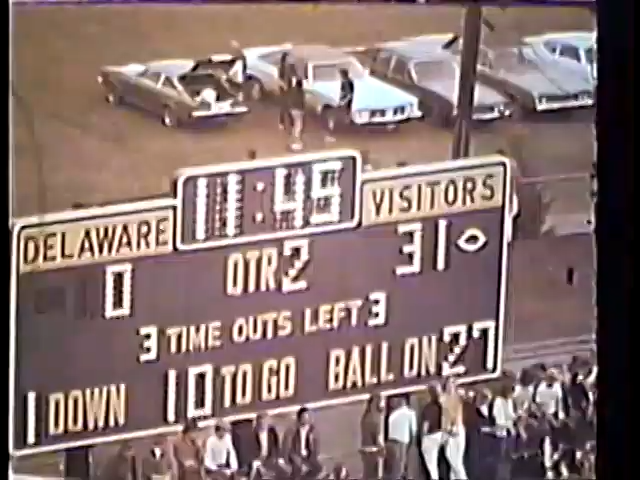 11:45
DELAWARE VISITORS
0 QTR 2 31
3 TIME OUTS LEFT 3
1 DOWN 10 TO GO BALL ON 27